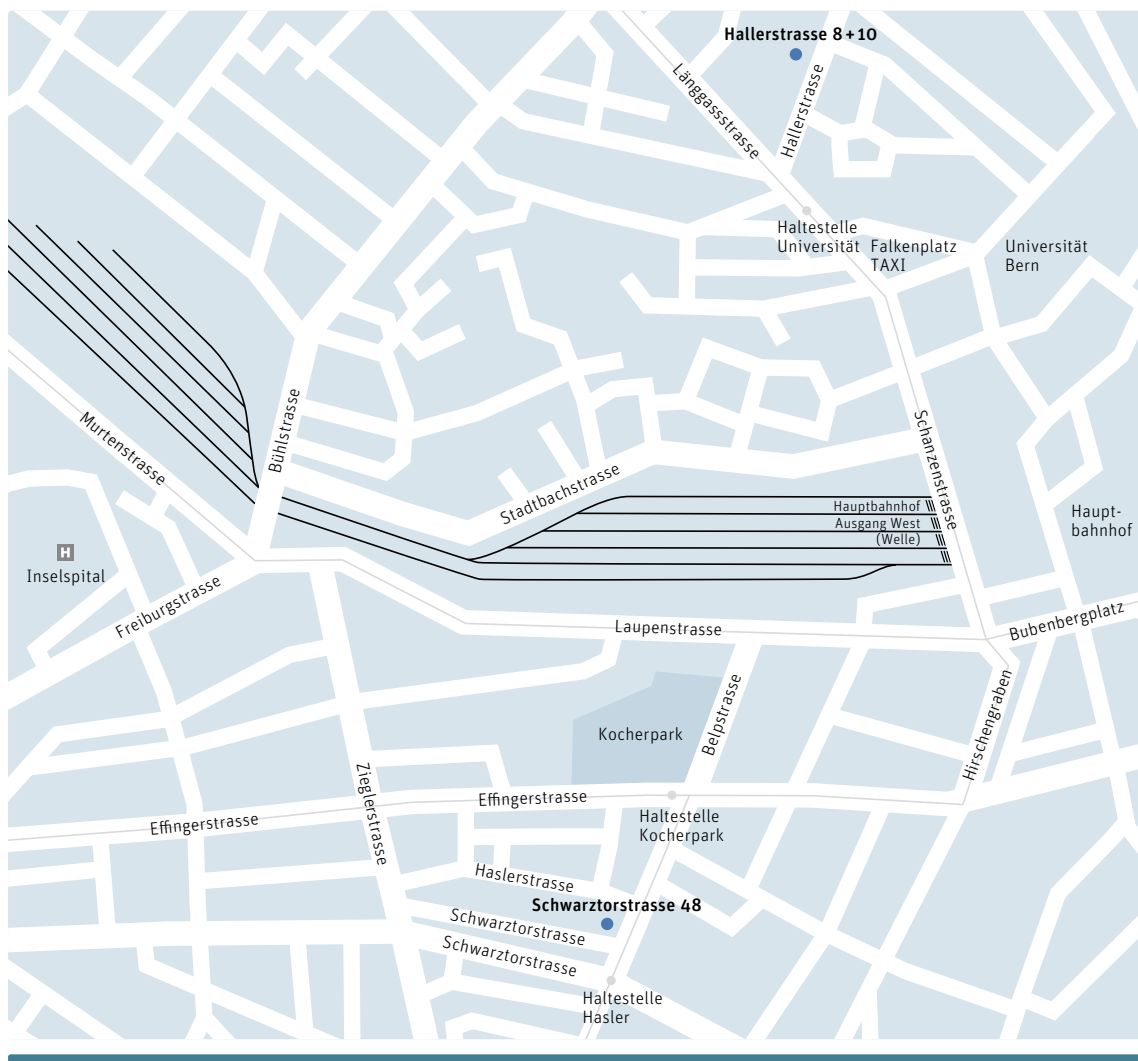 Hallerstrasse 8+10
Länggassstrasse
Hallerstrasse
Haltestelle
Universität
Falkenplatz
TAXI
Universität
Bern
Murtenstrasse
Bühlstrasse
Schanzenstrasse
Stadtbachstrasse
Hauptbahnhof
Ausgang West
(Welle)
Haupt-
bahnhof
H
Inselspital
Freiburgstrasse
Laupenstrasse
Bubenbergplatz
Hirschengraben
Belpstrasse
Kocherpark
Zieglerstrasse
Effingerstrasse
Effingerstrasse
Haltestelle
Kocherpark
Haslerstrasse
Schwarztorstrasse 48
Schwarztorstrasse
Schwarztorstrasse
Haltestelle
Hasler